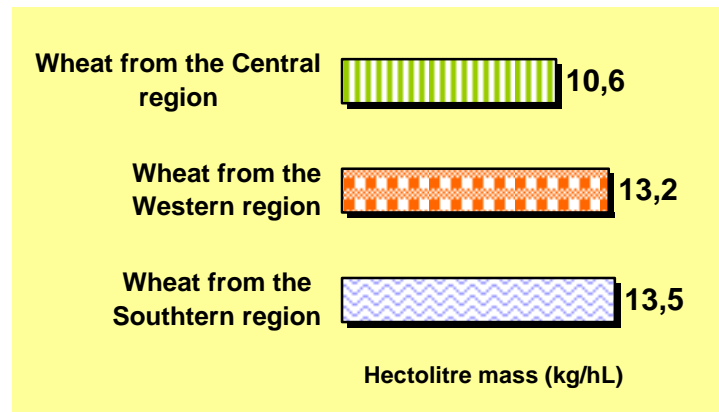 Wheat from the Central
region
10,6
Wheat from the
Western region
13,2
Wheat from the
Southtern region
13,5
Hectolitre mass (kg/hL)